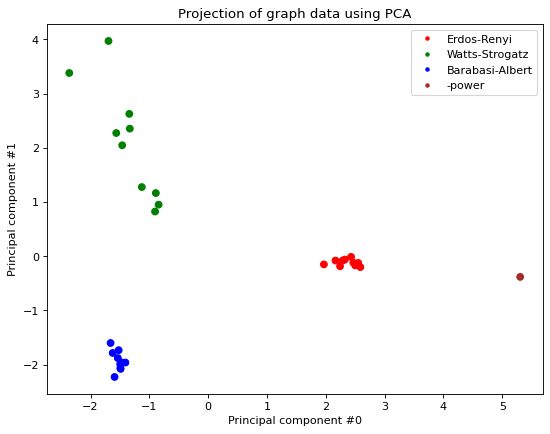 Projection of graph data using PCA
Erdos-Renyi
Watts-Strogatz
Barabasi-Albert
-power
Principal component #1
4
3
2
1
0
−1
−2
−2 −1 0 1 2 3 4 5
Principal component #0